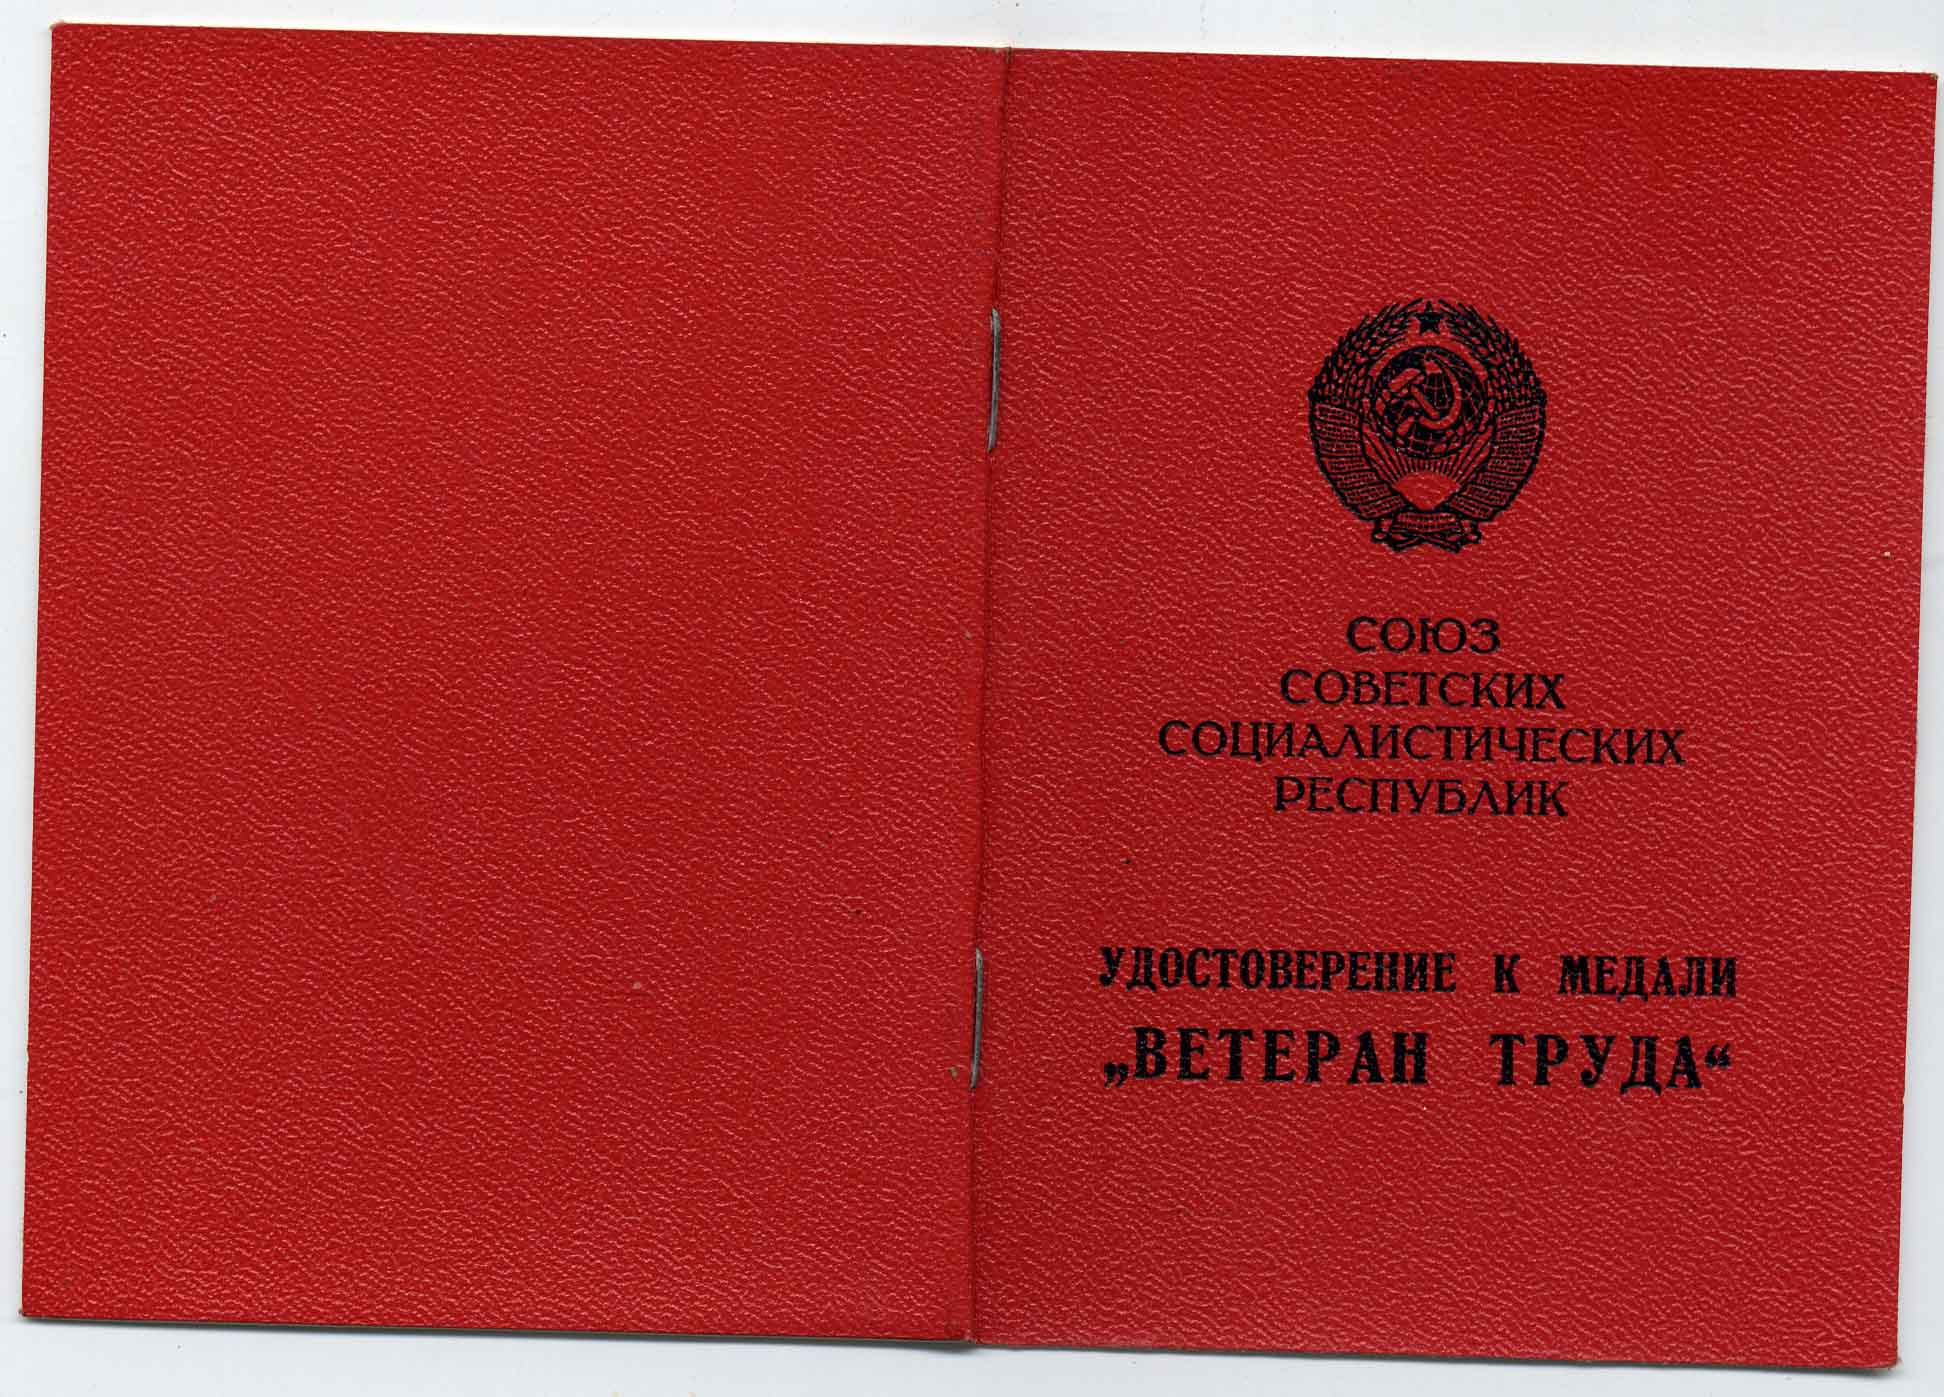 СОЮЗ
СОВЕТСКИХ
СОЦИАЛИСТИЧЕСКИХ
РЕСПУБЛИК
УДОСТОВЕРЕНИЕ К МЕДАЛИ
„ВЕТЕРАН ТРУДА“